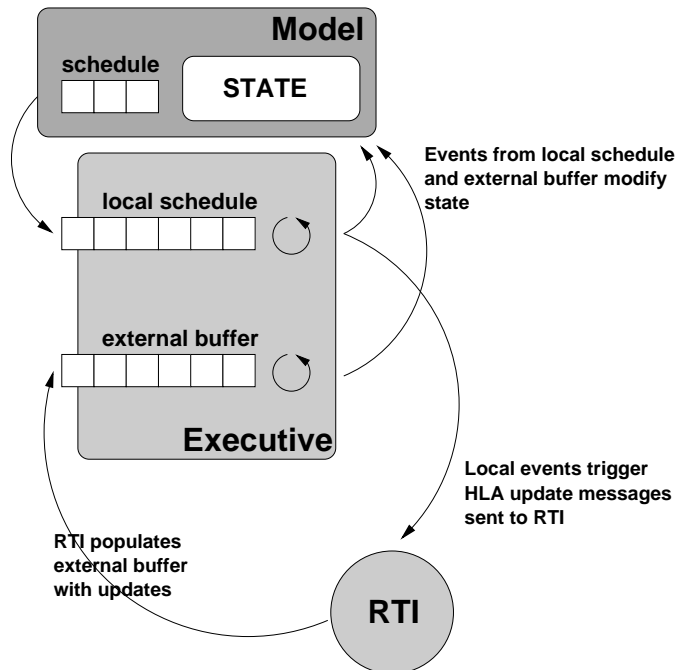 Model
schedule
STATE
Events from local schedule
and external buffer modify
state
local schedule
external buffer
Executive
Local events trigger
HLA update messages
sent to RTI
RTI populates
external buffer
with updates
RTI